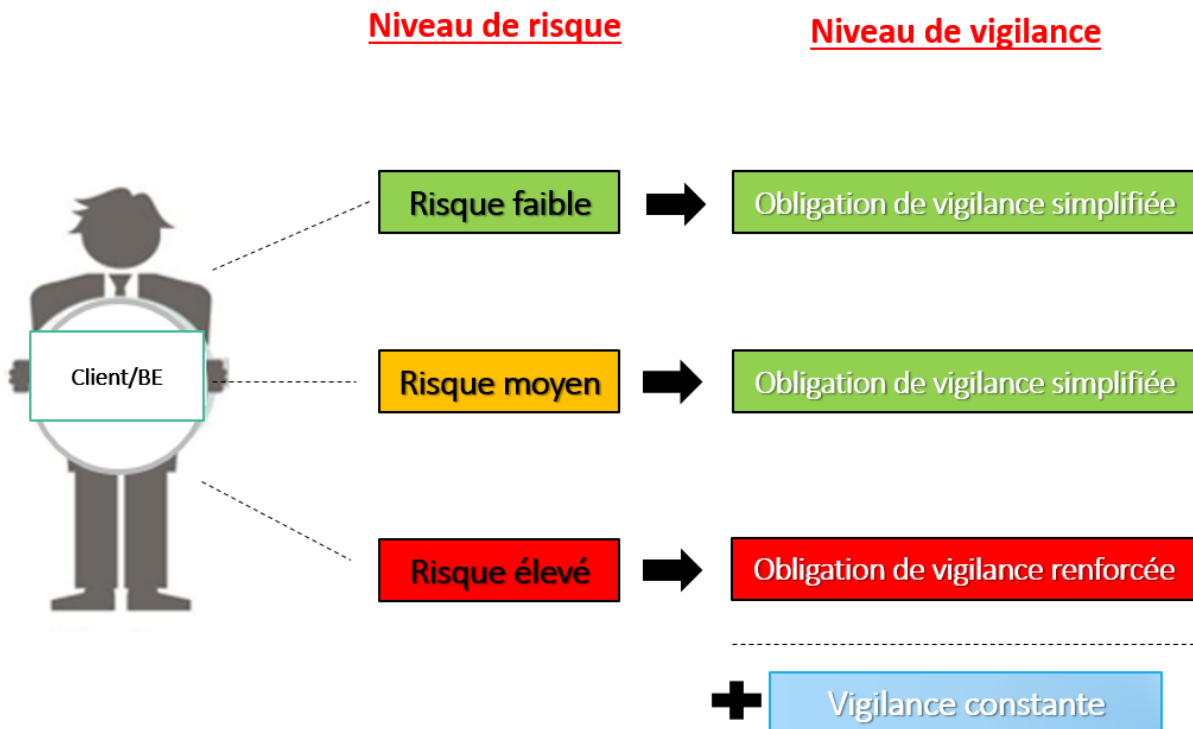 Niveau de risque
Niveau de vigilance
Risque faible
Obligation de vigilance simplifiée
Client/BE
Risque moyen
Obligation de vigilance simplifiée
Risque élevé
Obligation de vigilance renforcée
Vigilance constante